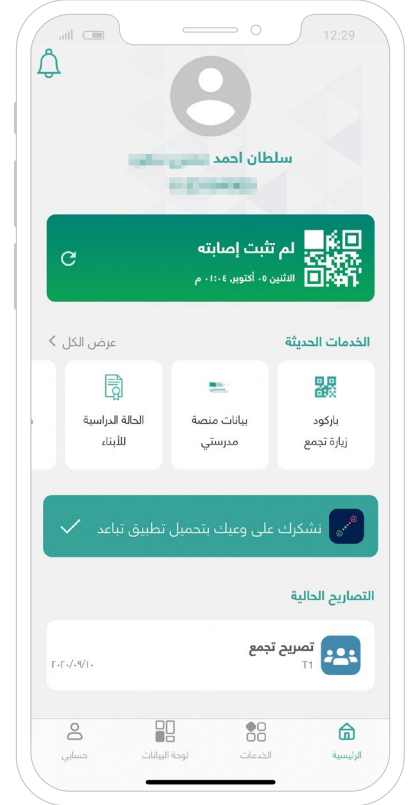 12:29
سلطان احمد
لم تثبت إصابته
الاثنين ٠٥ أكتوبر, ٠١:٠٤ م
الخدمات الحديثة
عرض الكل
باركود
زيارة تجمع
بيانات منصة
مدرستي
الحالة الدراسية
للأبناء
نشكرك على وعيك بتحميل تطبيق تباعد
التصاريح الحالية
تصريح تجمع
T1
٢٠٢٠/٠٩/١٠
الرئيسية
الخدمات
لوحة البيانات
حسابي